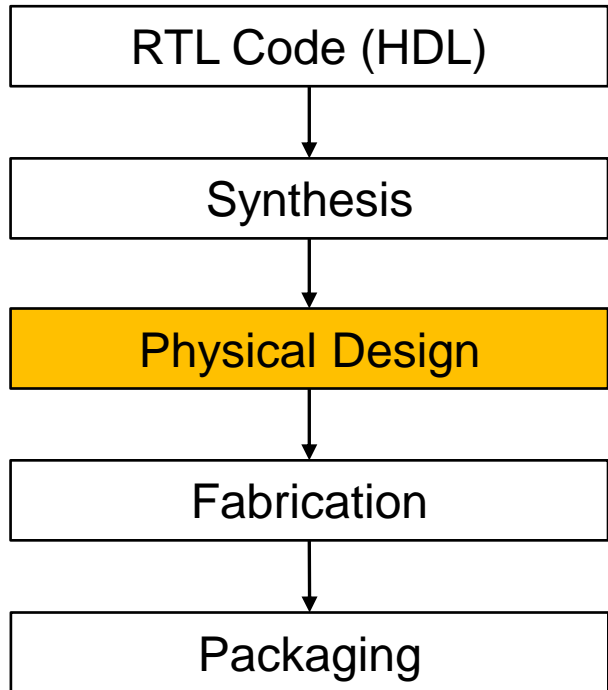 RTL Code (HDL)
Synthesis
Physical Design
Fabrication
Packaging